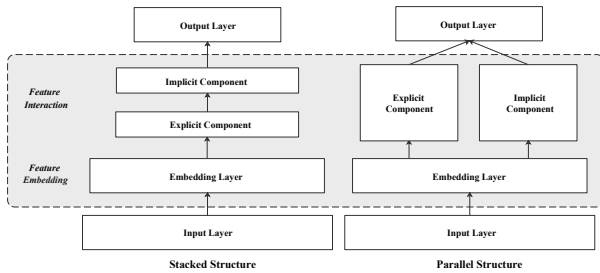 Output Layer
Implicit Component
Feature
Interaction
Explicit Component
Feature
Embedding
Embedding Layer
Input Layer
Stacked Structure
Output Layer
Explicit
Component
Implicit
Component
Embedding Layer
Input Layer
Parallel Structure